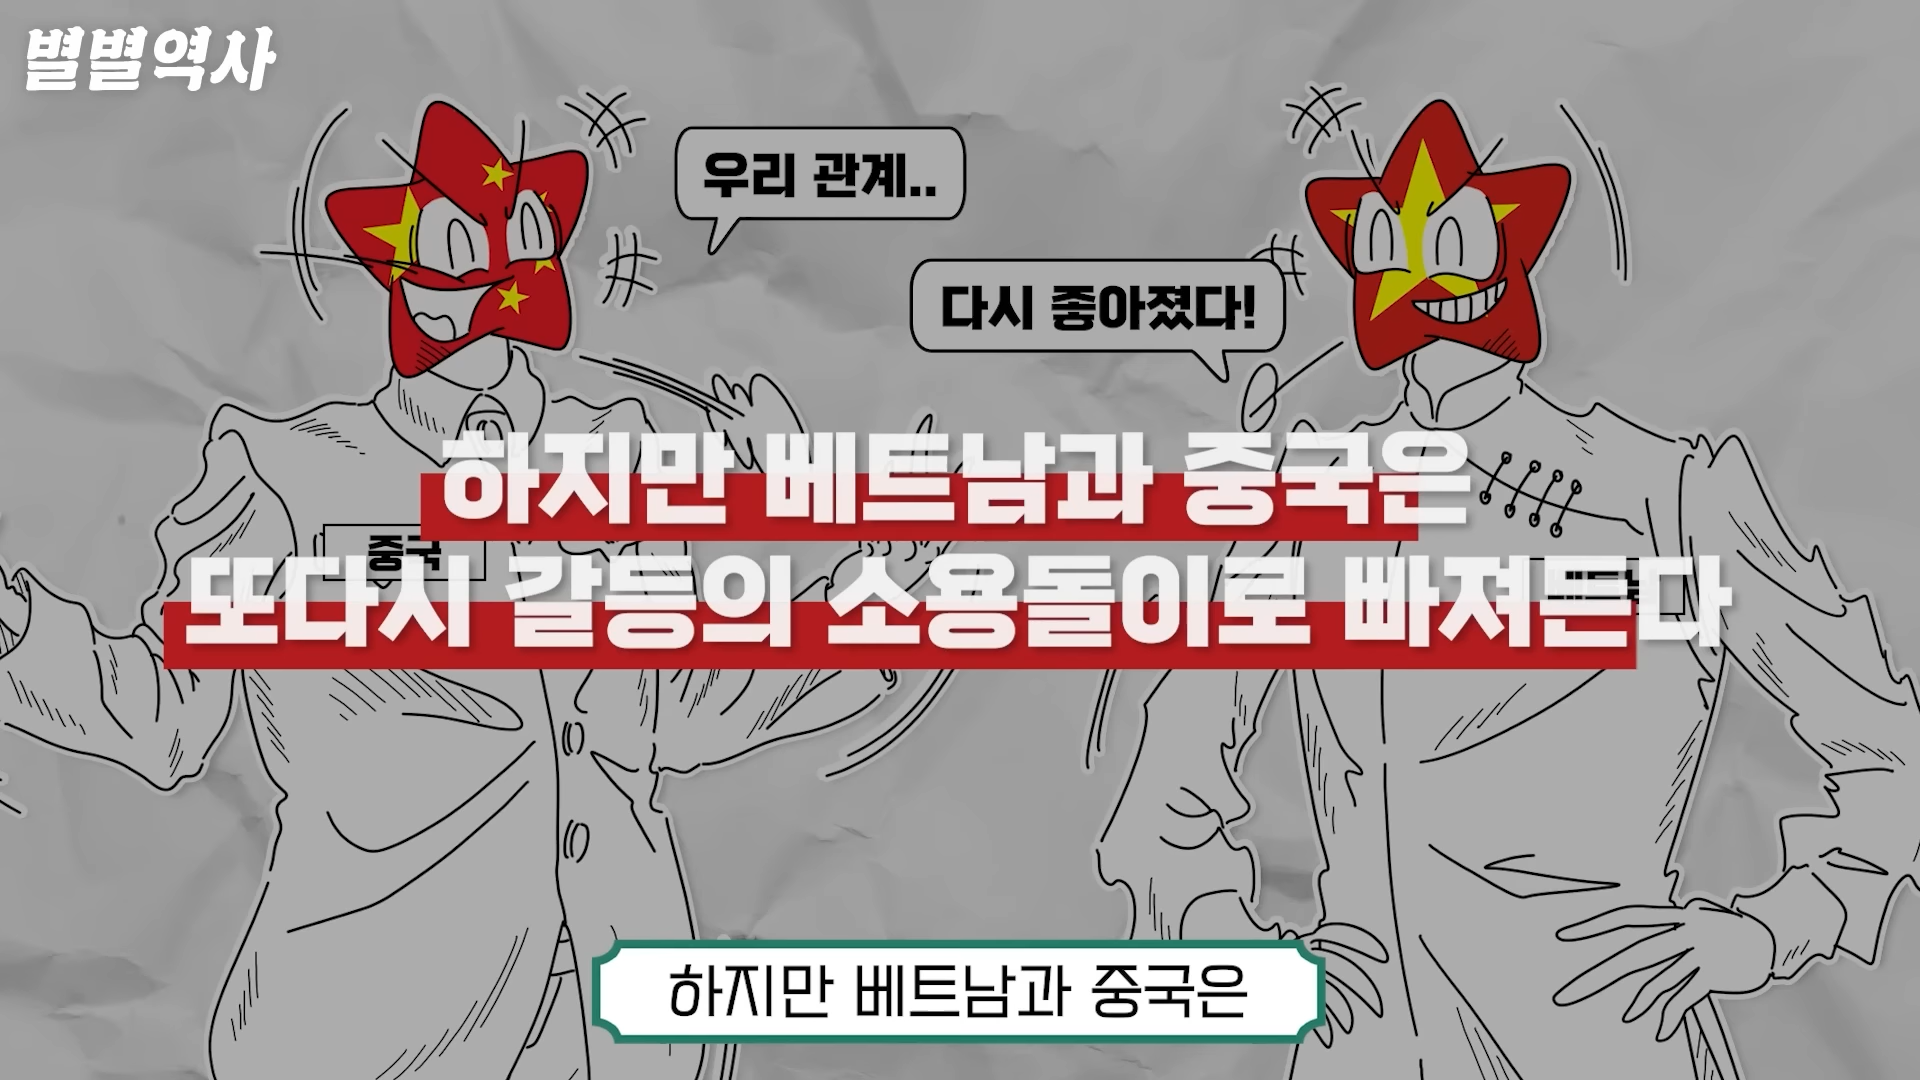 별별역사
우리 관계..
다시 좋아졌다!
하지만 베트남과 중국은
중국
또다시 갈등의 소용돌이로 빠져든다
하지만 베트남과 중국은